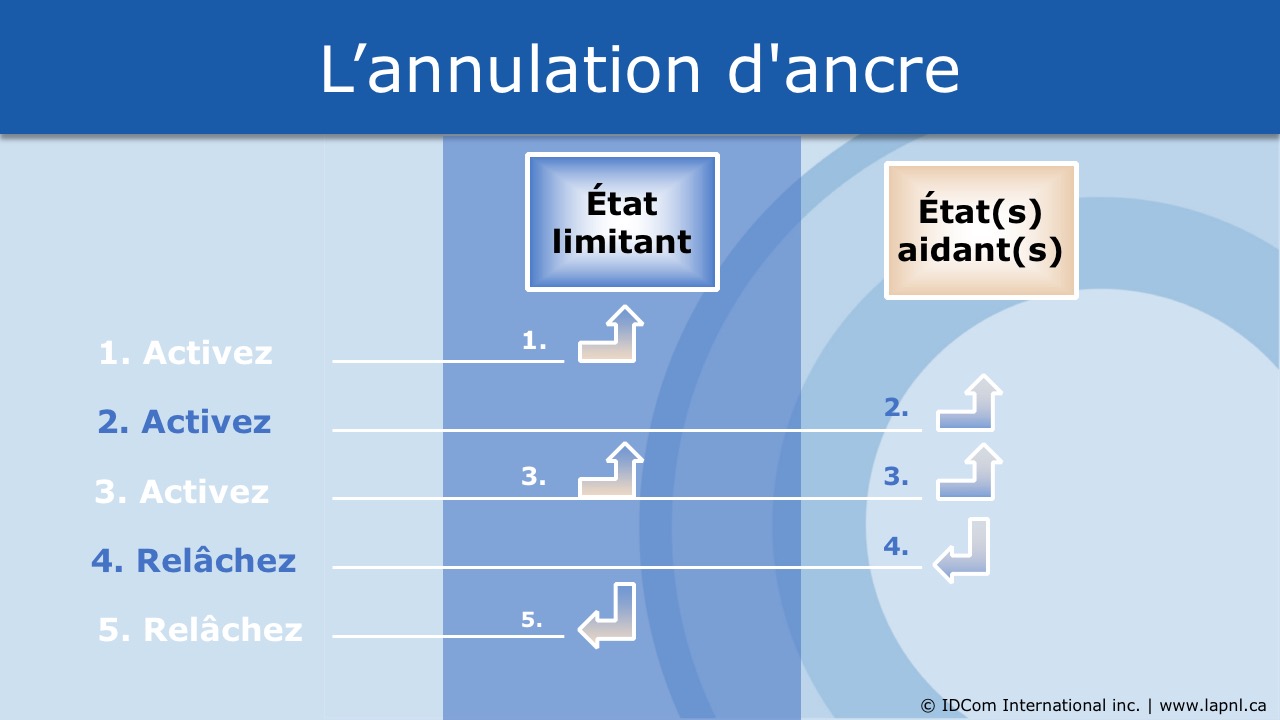 L’annulation d'ancre
État
limitant
État(s)
aidant(s)
1. Activez
1.
2. Activez
2.
3. Activez
3.
3.
4. Relâchez
4.
5. Relâchez
5.
© IDCom International inc. | www.lapnl.ca